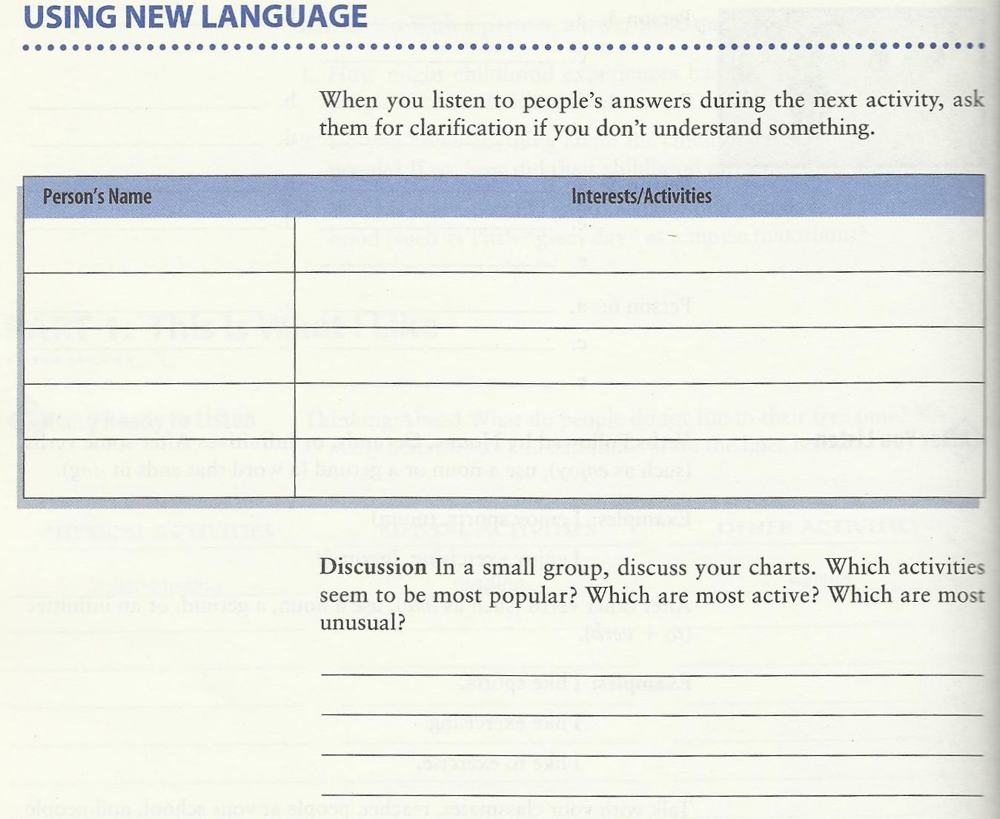 USING NEW LANGUAGE
When you listen to people's answers during the next activity, ask
them for clarification if you don't understand something.
Person's Name Interests/Activities
Discussion In a small group, discuss your charts. Which activities
seem to be most popular? Which are most active? Which are most
unusual?